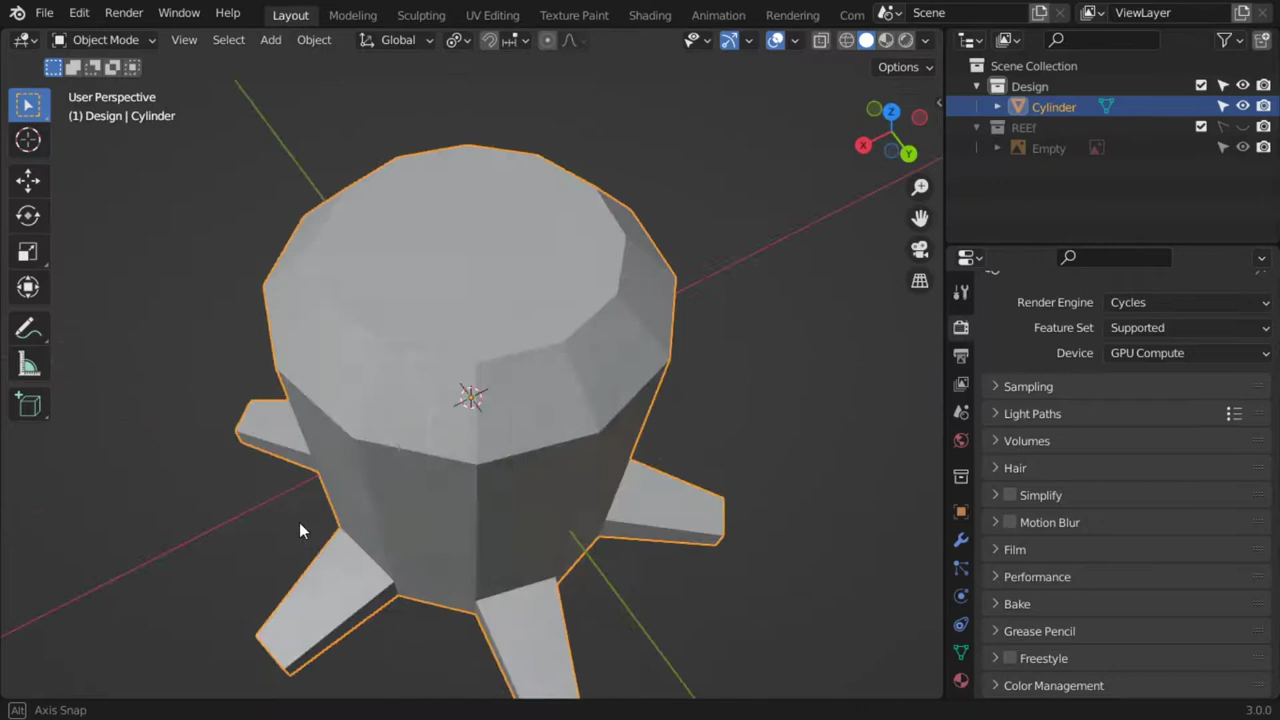 File Edit Render Window Help Layout Modeling Sculpting UV Editing Texture Paint Shading Animation Rendering Com Scene ViewLayer
Object Mode View Select Add Object Global
Options
User Perspective
(1) Design | Cylinder
Z
X
Y
Scene Collection
Design
Cylinder
REEf
Empty
Render Engine Cycles
Feature Set Supported
Device GPU Compute
Sampling
Light Paths
Volumes
Hair
Simplify
Motion Blur
Film
Performance
Bake
Grease Pencil
Freestyle
Color Management
Alt Axis Snap 3.0.0